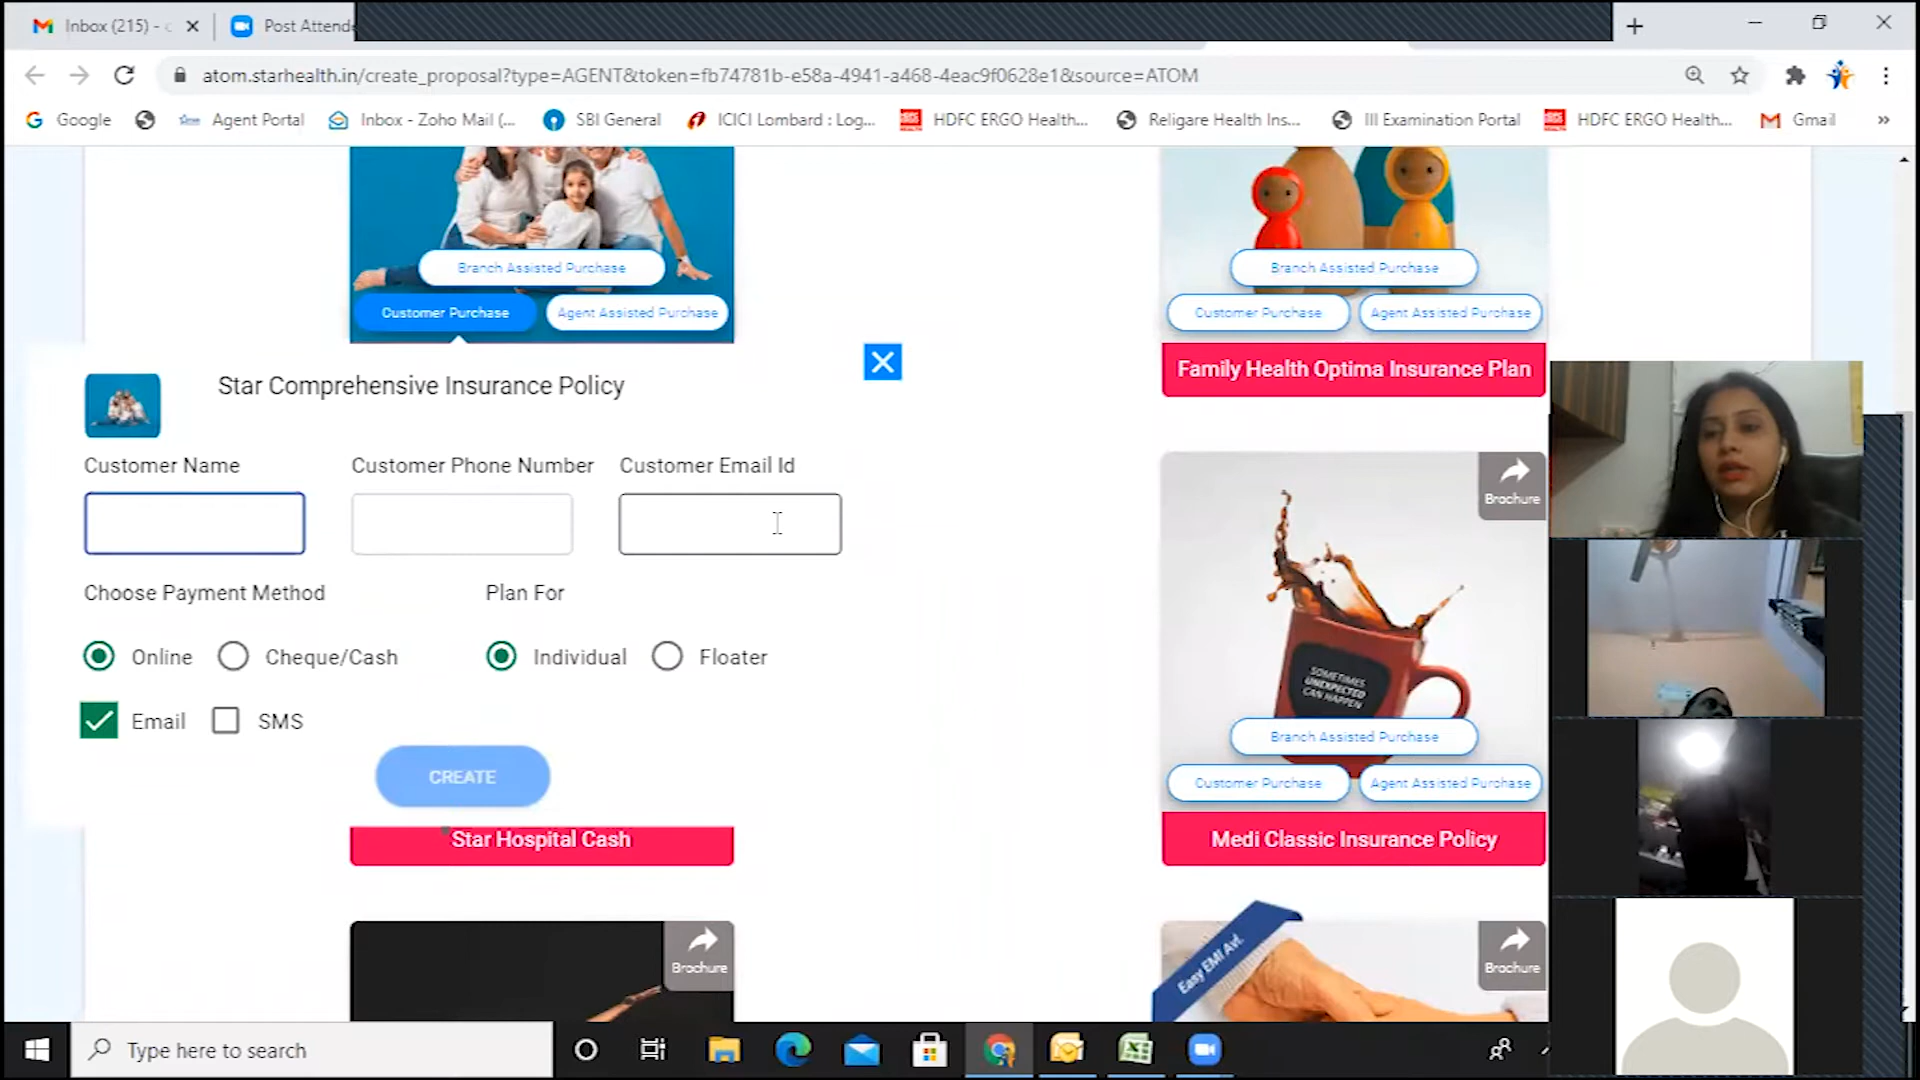 Inbox (215) - c
Post Attende
atom.starhealth.in/create_proposal?type=AGENT&token=fb74781b-e58a-4941-a468-4eac9f0628e1&source=ATOM
Google
Agent Portal
Inbox - Zoho Mail (...
SBI General
ICICI Lombard : Log...
HDFC ERGO Health...
Religare Health Ins...
III Examination Portal
HDFC ERGO Health...
Gmail
»
Branch Assisted Purchase
Customer Purchase
Agent Assisted Purchase
Branch Assisted Purchase
Customer Purchase
Agent Assisted Purchase
Family Health Optima Insurance Plan
Star Comprehensive Insurance Policy
Customer Name
Customer Phone Number
Customer Email Id
Choose Payment Method
Plan For
Online
Cheque/Cash
Individual
Floater
Email
SMS
CREATE
Star Hospital Cash
Brochure
SOMETIMES
UNEXPECTED
CAN HAPPEN
Branch Assisted Purchase
Customer Purchase
Agent Assisted Purchase
Medi Classic Insurance Policy
Brochure
Easy EMI Avl.
Brochure
Type here to search